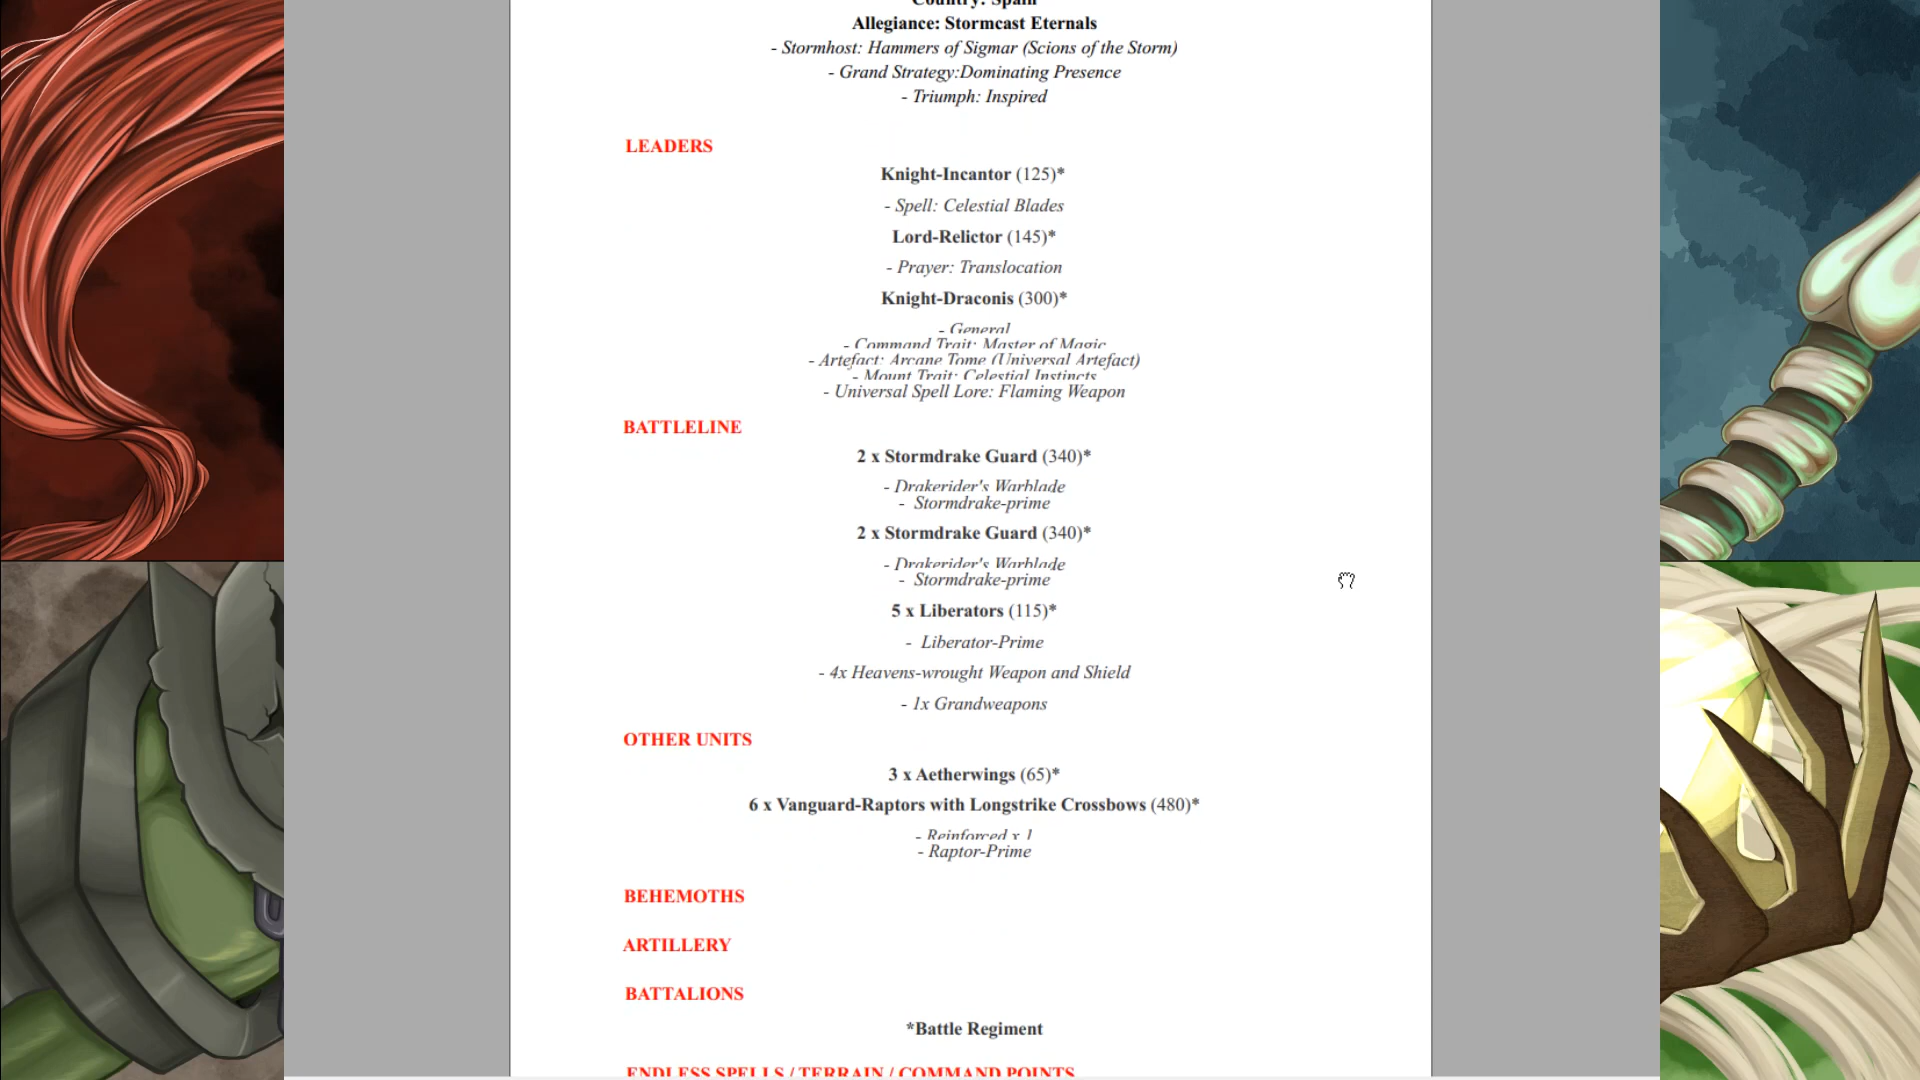 Country: Spain
Allegiance: Stormcast Eternals
- Stormhost: Hammers of Sigmar (Scions of the Storm)
- Grand Strategy:Dominating Presence
- Triumph: Inspired
LEADERS
Knight-Incantor (125)*
- Spell: Celestial Blades
Lord-Relictor (145)*
- Prayer: Translocation
Knight-Draconis (300)*
- General
- Command Trait: Master of Magic
- Artefact: Arcane Tome (Universal Artefact)
- Mount Trait: Celestial Instincts
- Universal Spell Lore: Flaming Weapon
BATTLELINE
2 x Stormdrake Guard (340)*
- Drakerider's Warblade
- Stormdrake-prime
2 x Stormdrake Guard (340)*
- Drakerider's Warblade
- Stormdrake-prime
5 x Liberators (115)*
- Liberator-Prime
- 4x Heavens-wrought Weapon and Shield
- 1x Grandweapons
OTHER UNITS
3 x Aetherwings (65)*
6 x Vanguard-Raptors with Longstrike Crossbows (480)*
- Reinforced x 1
- Raptor-Prime
BEHEMOTHS
ARTILLERY
BATTALIONS
*Battle Regiment
ENDLESS SPELLS / TERRAIN / COMMAND POINTS